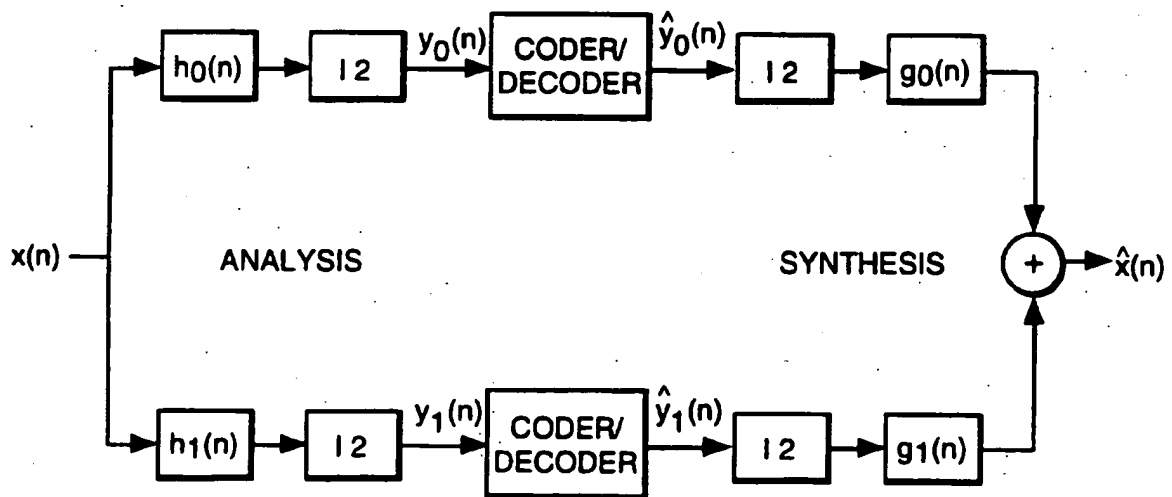 h0(n) I 2 y0(n) CODER/ ŷ0(n) I 2 g0(n)
DECODER
x(n) ANALYSIS SYNTHESIS + x̂(n)
h1(n) I 2 y1(n) CODER/ ŷ1(n) I 2 g1(n)
DECODER